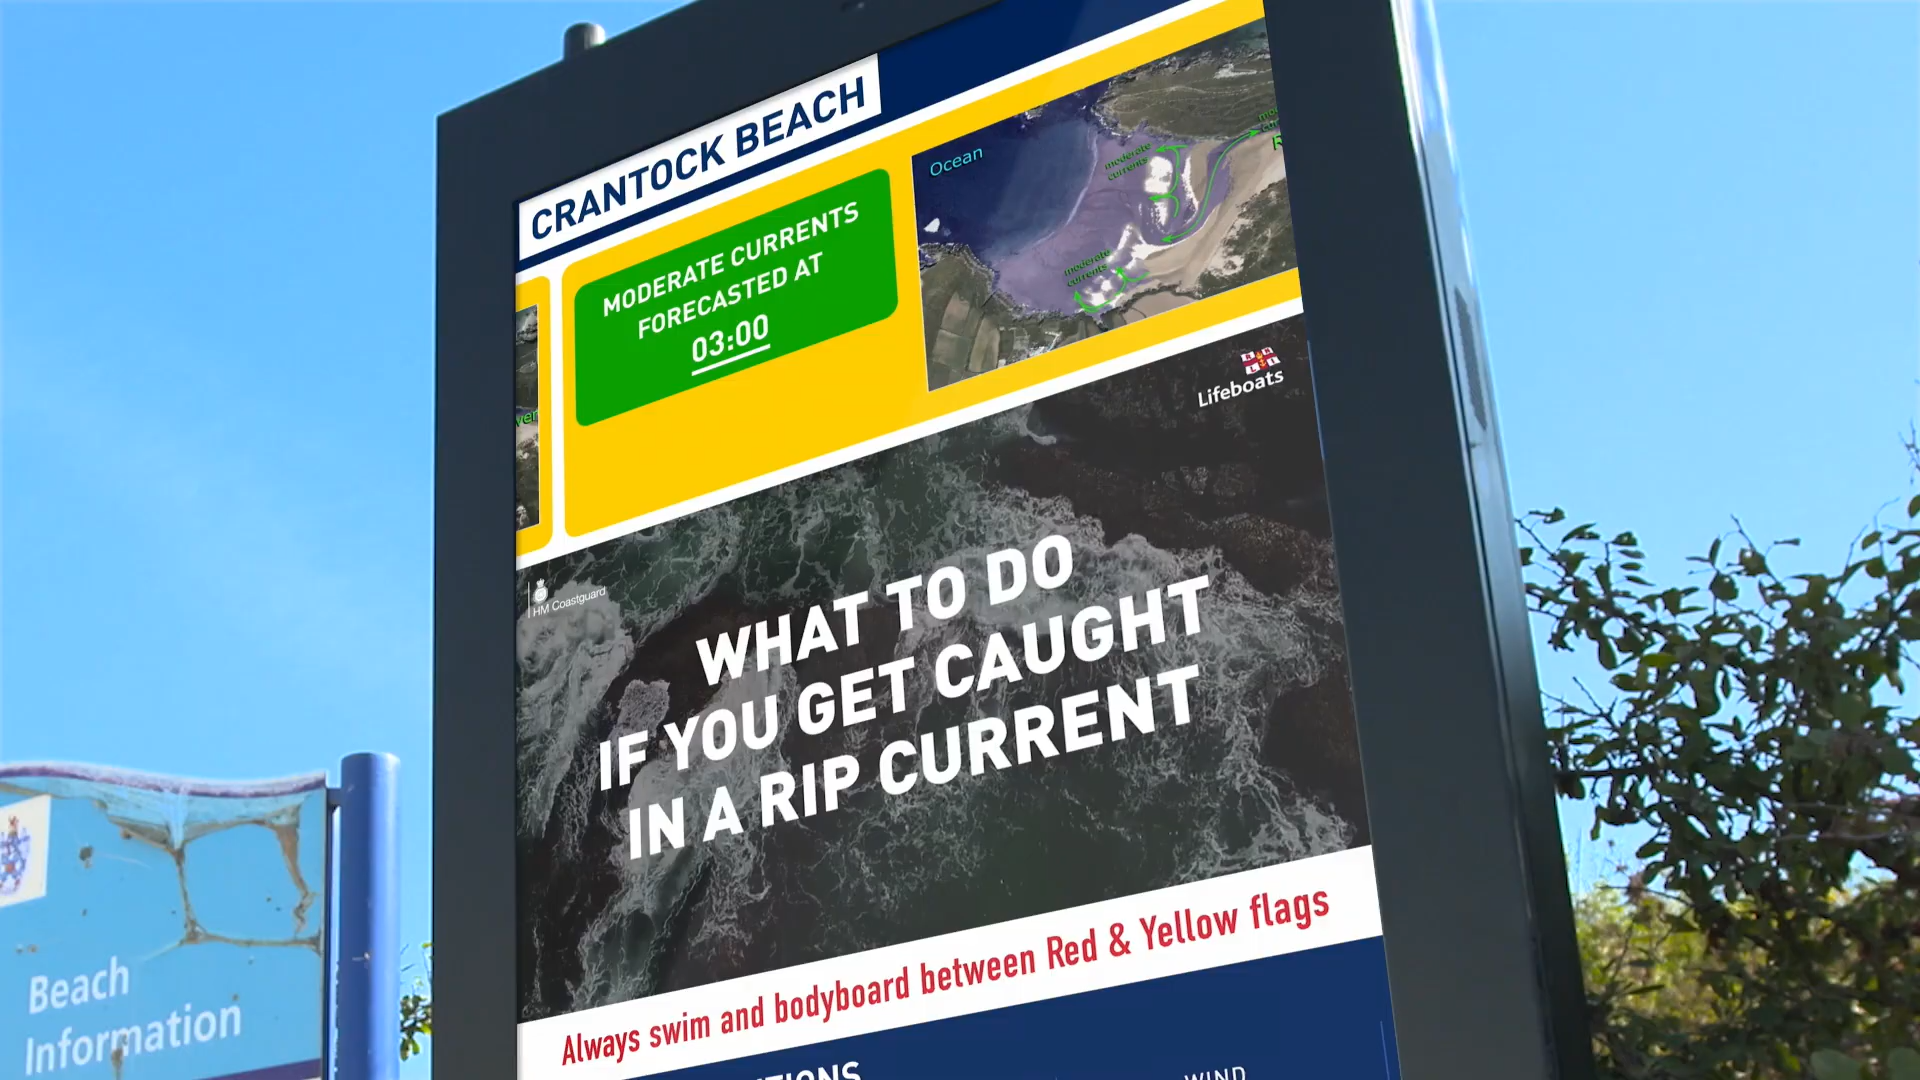 CRANTOCK BEACH
MODERATE CURRENTS
FORECASTED AT
03:00
Ocean
moderate
currents
moderate
currents
RNLI
Lifeboats
HM Coastguard
WHAT TO DO
IF YOU GET CAUGHT
IN A RIP CURRENT
Always swim and bodyboard between Red & Yellow flags
WIND
Beach
Information